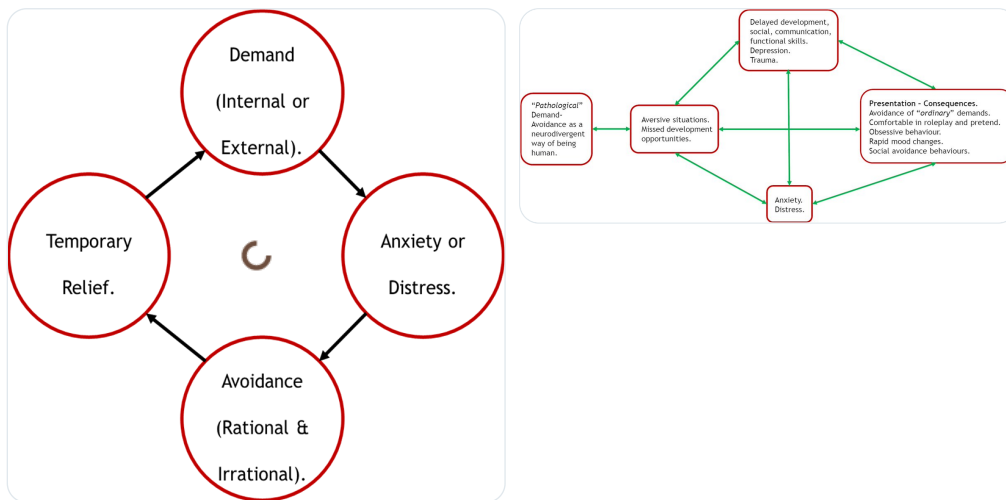 Demand
(Internal or
External).
Anxiety or
Distress.
Avoidance
(Rational &
Irrational).
Temporary
Relief.
Delayed development,
social, communication,
functional skills.
Depression.
Trauma.
"Pathological"
Demand-
Avoidance as a
neurodivergent
way of being
human.
Aversive situations.
Missed development
opportunities.
Presentation - Consequences.
Avoidance of "ordinary" demands.
Comfortable in roleplay and pretend.
Obsessive behaviour.
Rapid mood changes.
Social avoidance behaviours.
Anxiety.
Distress.